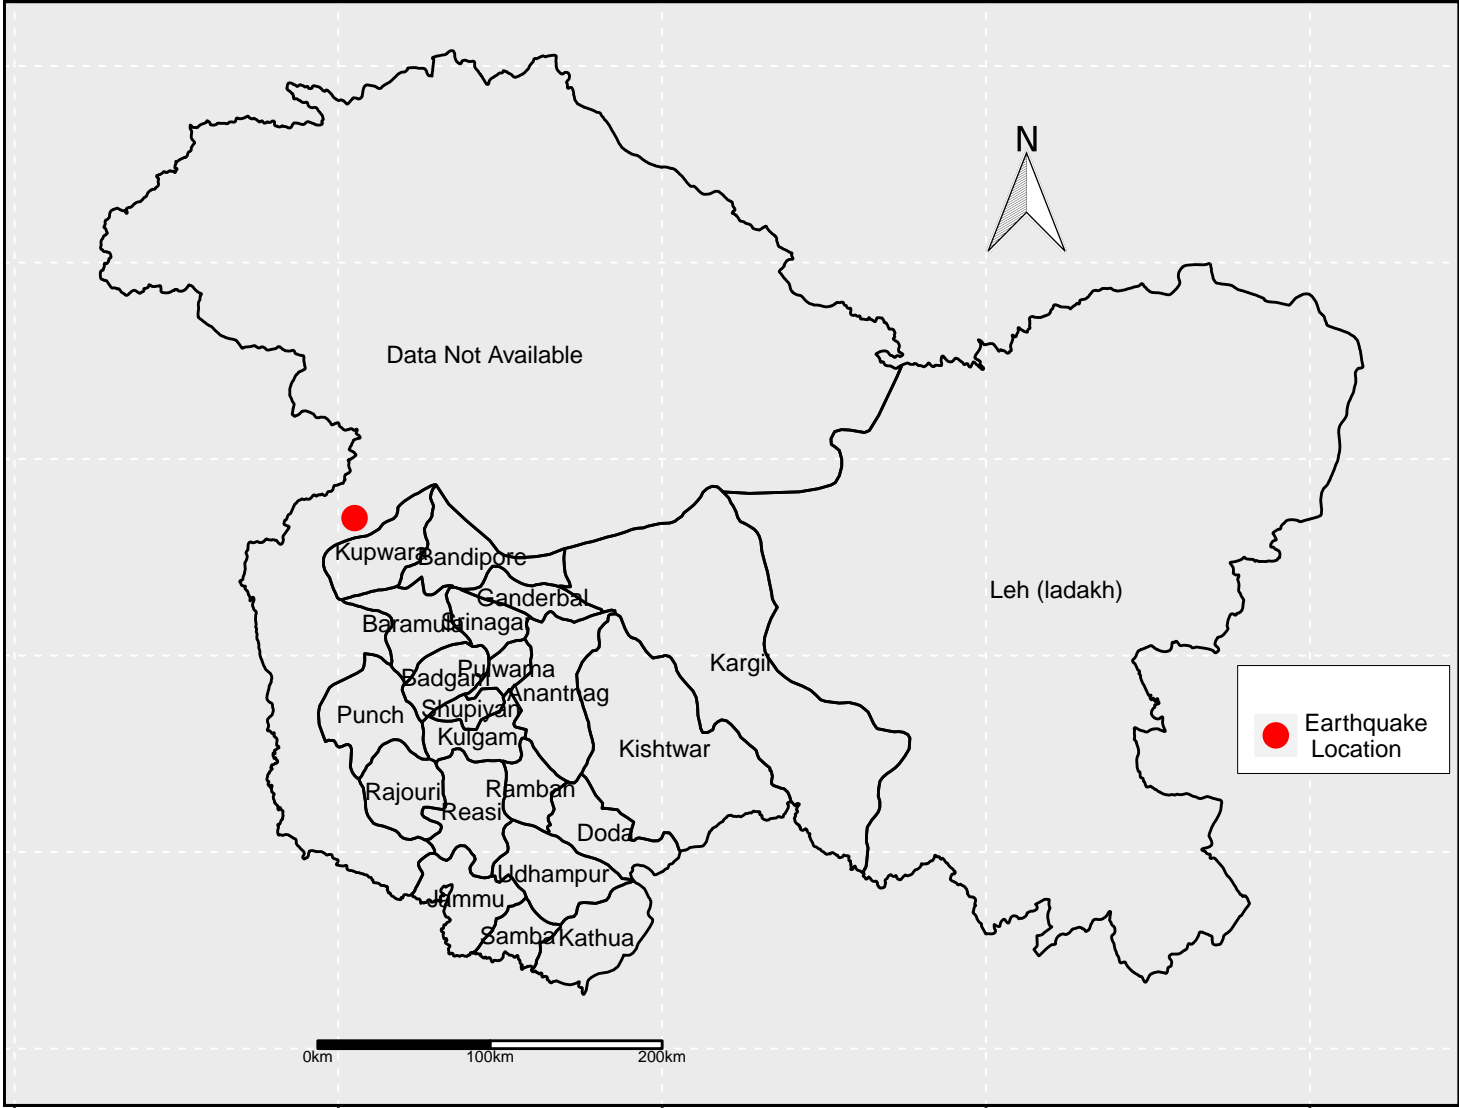 N
Data Not Available
Kupwara
Bandipore
Leh (ladakh)
Ganderbal
Baramula
Srinagar
Kargil
Pulwama
Badgam
Anantnag
Shupiyan
Punch
Kulgam
Kishtwar
Earthquake
Location
Rajouri
Ramban
Reasi
Doda
Udhampur
Jammu
Samba
Kathua
0km
100km
200km